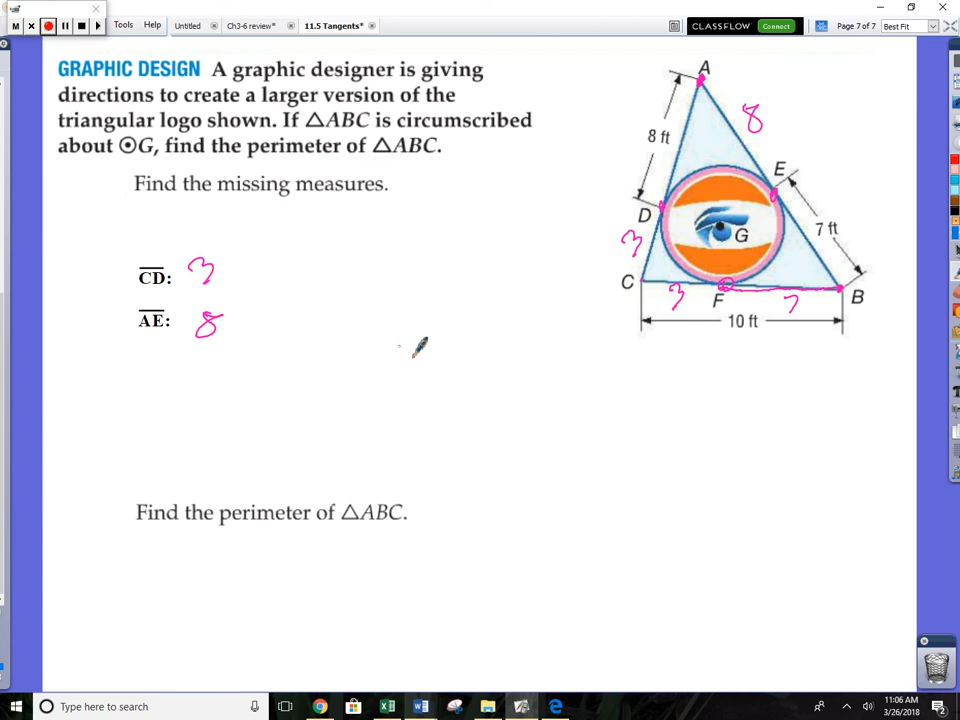 M
Tools
Help
Untitled
Ch3-6 review*
11.5 Tangents*
CLASSFLOW
Connect
Page 7 of 7
Best Fit
GRAPHIC DESIGN A graphic designer is giving
directions to create a larger version of the
triangular logo shown. If △ABC is circumscribed
about ⊙G, find the perimeter of △ABC.
Find the missing measures.
CD: 3
AE: 8
Find the perimeter of △ABC.
A
8
8 ft
E
D
7 ft
G
3
C
3
F
7
B
10 ft
Type here to search
11:06 AM
3/26/2018
2